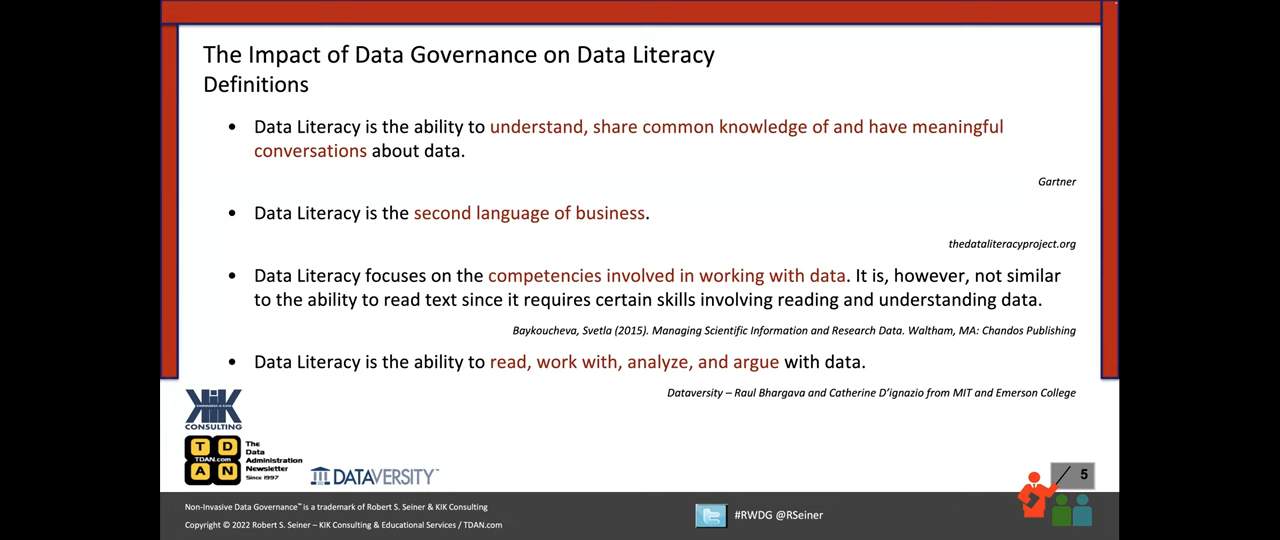 The Impact of Data Governance on Data Literacy
Definitions
• Data Literacy is the ability to understand, share common knowledge of and have meaningful
conversations about data.
Gartner
• Data Literacy is the second language of business.
thedataliteracyproject.org
• Data Literacy focuses on the competencies involved in working with data. It is, however, not similar
to the ability to read text since it requires certain skills involving reading and understanding data.
Baykoucheva, Svetla (2015). Managing Scientific Information and Research Data. Waltham, MA: Chandos Publishing
• Data Literacy is the ability to read, work with, analyze, and argue with data.
Dataversity – Raul Bhargava and Catherine D'ignazio from MIT and Emerson College
KIK
CONSULTING
T D
TDAN.com
A N
The
Data
Administration
Newsletter
Since 1997
DATAVERSITY™
5
Non-Invasive Data Governance™ is a trademark of Robert S. Seiner & KIK Consulting
Copyright © 2022 Robert S. Seiner – KIK Consulting & Educational Services / TDAN.com
#RWDG @RSeiner